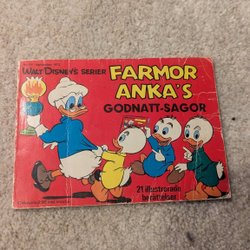 WALT DISNEY'S SERIER
FARMOR
ANKA'S
GODNATT-SAGOR
21 illustrerade
berättelser